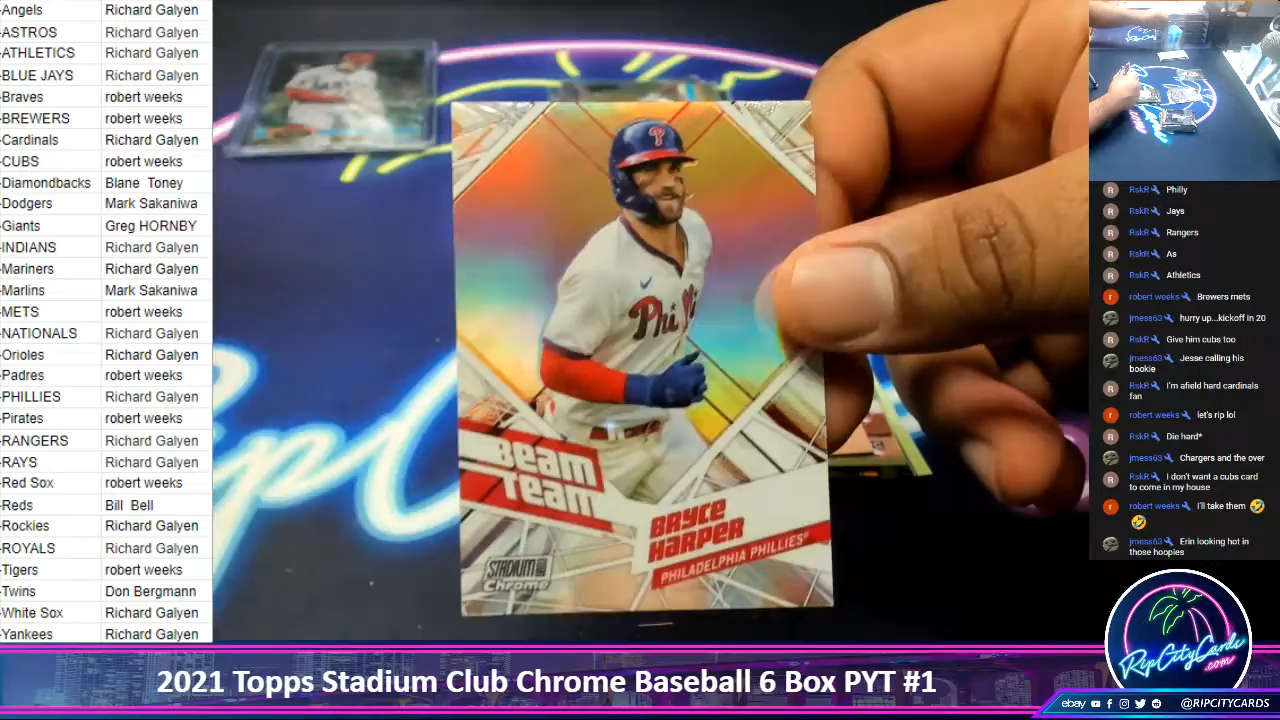 -Angels Richard Galyen
-ASTROS Richard Galyen
-ATHLETICS Richard Galyen
-BLUE JAYS Richard Galyen
-Braves robert weeks
-BREWERS robert weeks
-Cardinals Richard Galyen
-CUBS robert weeks
-Diamondbacks Blane Toney
-Dodgers Mark Sakaniwa
-Giants Greg HORNBY
-INDIANS Richard Galyen
-Mariners Richard Galyen
-Marlins Mark Sakaniwa
-METS robert weeks
-NATIONALS Richard Galyen
-Orioles Richard Galyen
-Padres robert weeks
-PHILLIES Richard Galyen
-Pirates robert weeks
-RANGERS Richard Galyen
-RAYS Richard Galyen
-Red Sox robert weeks
-Reds Bill Bell
-Rockies Richard Galyen
-ROYALS Richard Galyen
-Tigers robert weeks
-Twins Don Bergmann
-White Sox Richard Galyen
-Yankees Richard Galyen
P
Phillies
BEAM
TEAM
BRYCE
HARPER
PHILADELPHIA PHILLIES®
STADIUM
CLUB
Chrome
R RskR Philly
R RskR Jays
R RskR Rangers
R RskR As
R RskR Athletics
r robert weeks Brewers mets
jmess63 hurry up...kickoff in 20
R RskR Give him cubs too
jmess63 Jesse calling his
bookie
R RskR I'm afield hard cardinals
fan
r robert weeks let's rip lol
R RskR Die hard*
jmess63 Chargers and the over
R RskR I don't want a cubs card
to come in my house
r robert weeks I'll take them 🤣
🤣
jmess63 Erin looking hot in
those hoopies
RipCityCards
.com
2021 Topps Stadium Club Chrome Baseball 6 Box PYT #1
ebay @RIPCITYCARDS